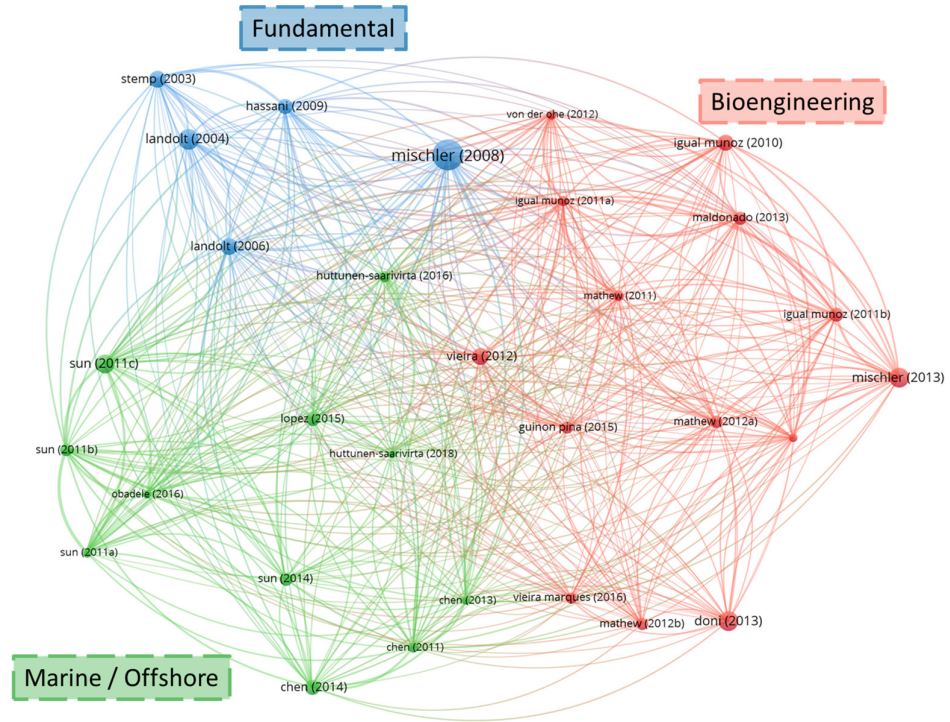 Fundamental
stemp (2003)
Bioengineering
hassani (2009)
von der ohe (2012)
landolt (2004)
igual munoz (2010)
mischler (2008)
igual munoz (2011a)
maldonado (2013)
landolt (2006)
huttunen-saarivirta (2016)
mathew (2011)
igual munoz (2011b)
vieira (2012)
sun (2011c)
mischler (2013)
lopez (2015)
mathew (2012a)
guinon pina (2015)
sun (2011b)
huttunen-saarivirta (2018)
obadele (2016)
sun (2011a)
sun (2014)
chen (2013)
vieira marques (2016)
mathew (2012b)
doni (2013)
chen (2011)
Marine / Offshore
chen (2014)